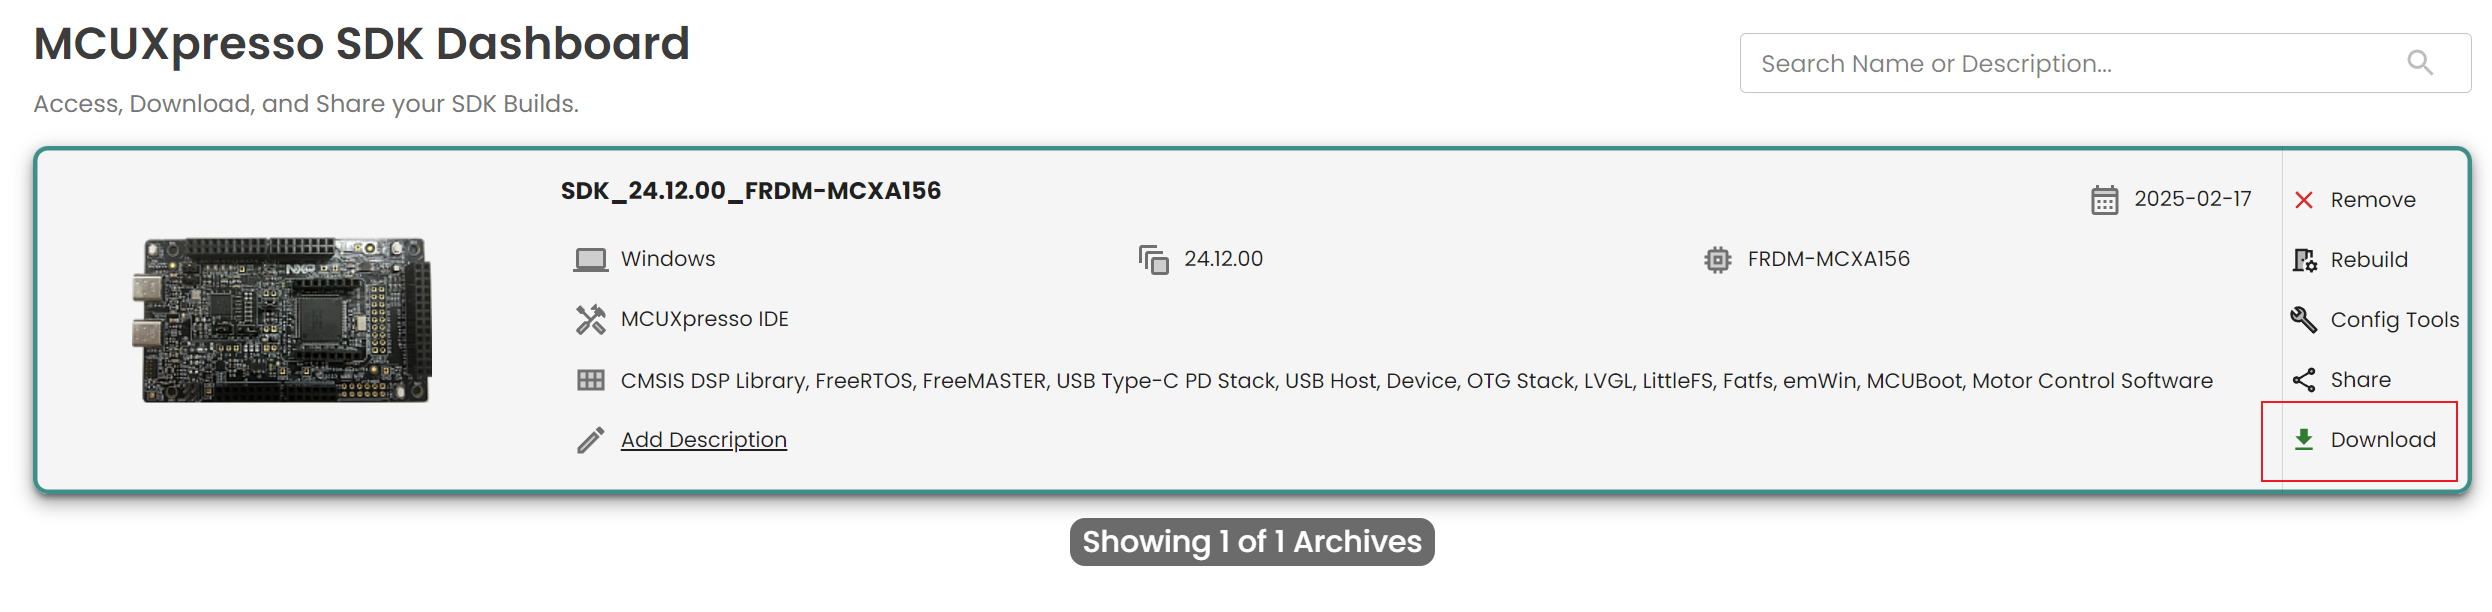 MCUXpresso SDK Dashboard
Search Name or Description...
Access, Download, and Share your SDK Builds.
SDK_24.12.00_FRDM-MCXA156
2025-02-17
Remove
NXP
Windows
24.12.00
FRDM-MCXA156
Rebuild
MCUXpresso IDE
Config Tools
CMSIS DSP Library, FreeRTOS, FreeMASTER, USB Type-C PD Stack, USB Host, Device, OTG Stack, LVGL, LittleFS, Fatfs, emWin, MCUBoot, Motor Control Software
Share
Add Description
Download
Showing 1 of 1 Archives